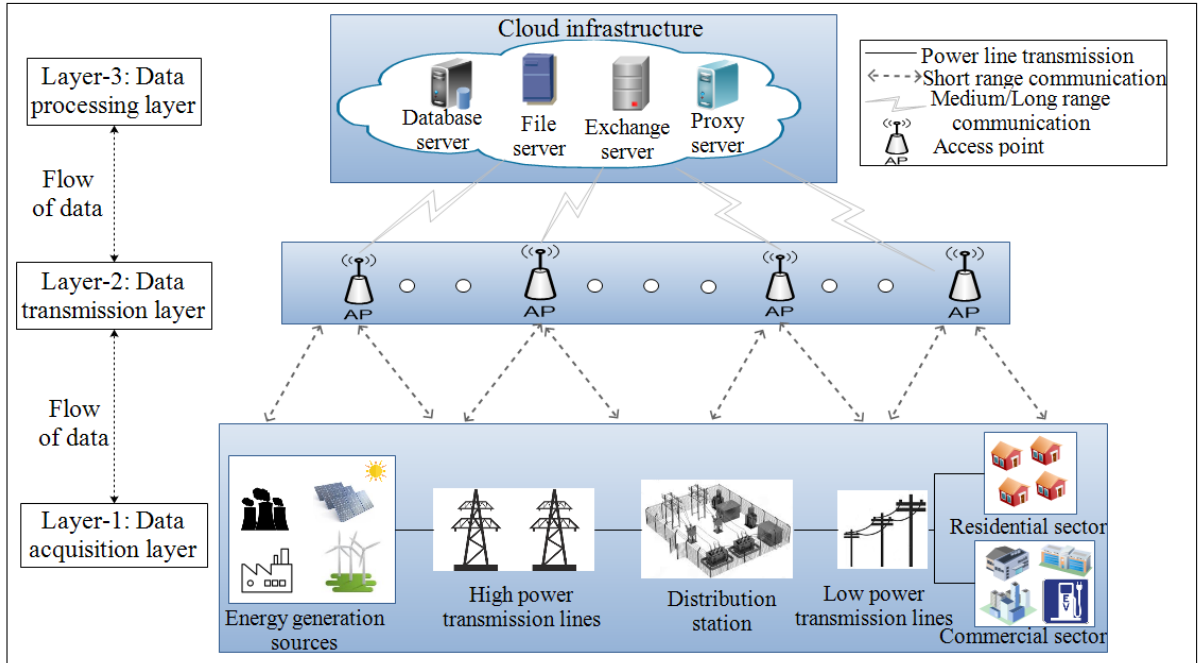 Cloud infrastructure
Layer-3: Data
processing layer
Database
server
File
server
Exchange
server
Proxy
server
Power line transmission
Short range communication
Medium/Long range
communication
Access point
AP
Flow
of data
Layer-2: Data
transmission layer
AP
AP
AP
AP
Flow
of data
Layer-1: Data
acquisition layer
Energy generation
sources
High power
transmission lines
Distribution
station
Low power
transmission lines
Residential sector
EV
Commercial sector